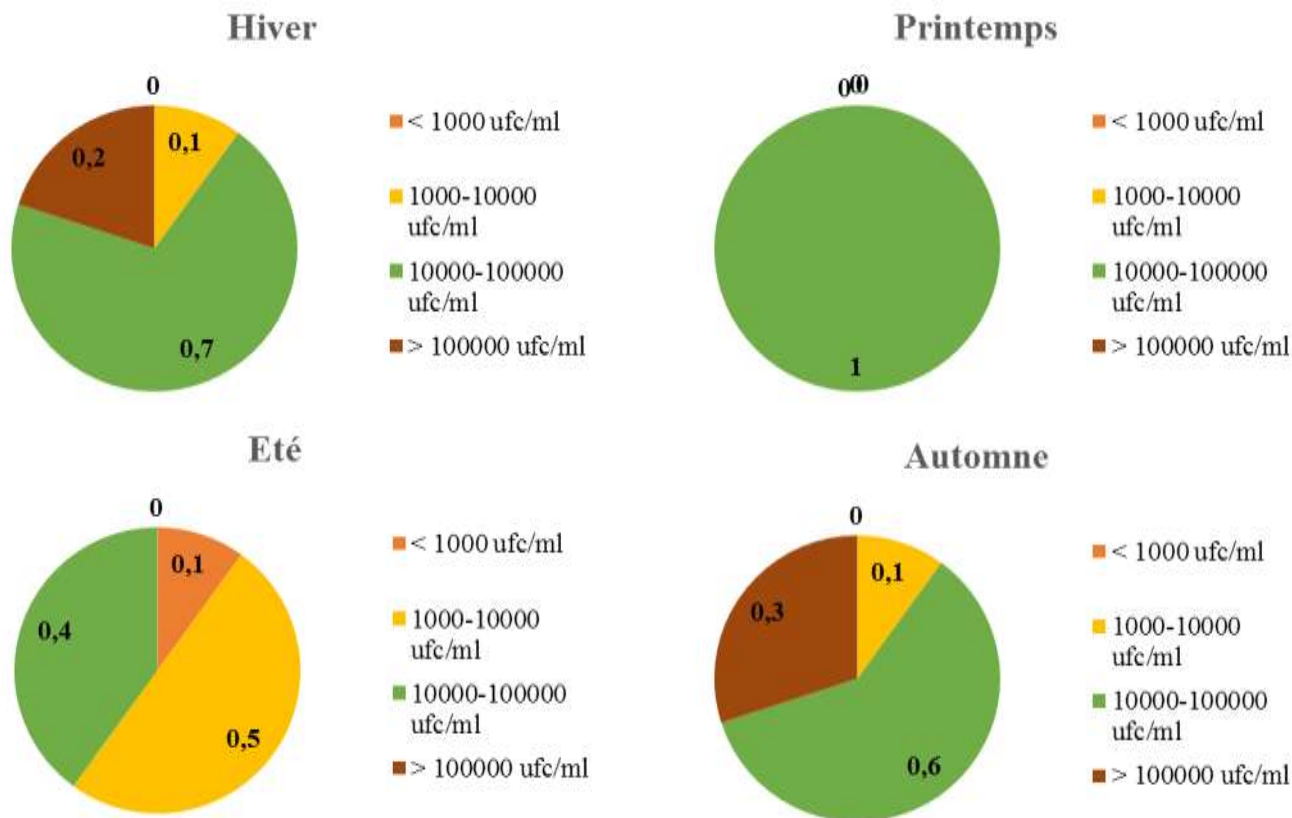 Hiver
0
0,1
0,2
0,7
< 1000 ufc/ml
1000-10000
ufc/ml
10000-100000
ufc/ml
> 100000 ufc/ml
Printemps
000
1
< 1000 ufc/ml
1000-10000
ufc/ml
10000-100000
ufc/ml
> 100000 ufc/ml
Eté
0
0,1
0,4
0,5
< 1000 ufc/ml
1000-10000
ufc/ml
10000-100000
ufc/ml
> 100000 ufc/ml
Automne
0
0,1
0,3
0,6
< 1000 ufc/ml
1000-10000
ufc/ml
10000-100000
ufc/ml
> 100000 ufc/ml